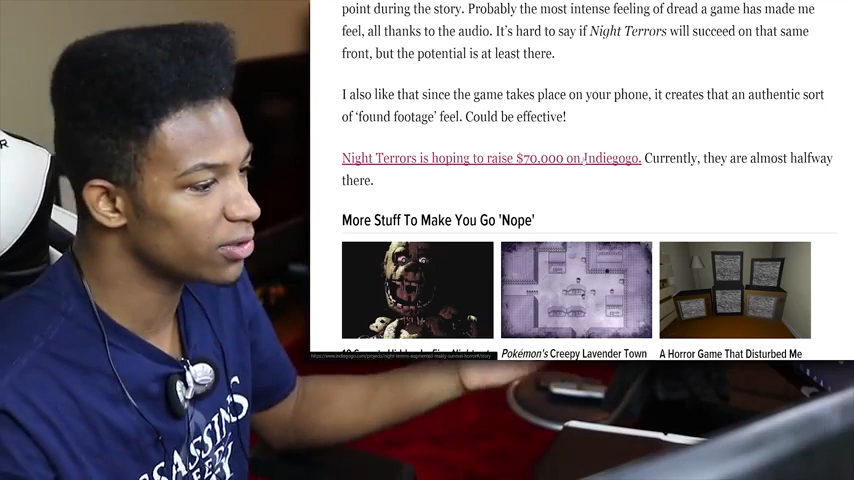 point during the story. Probably the most intense feeling of dread a game has made me
feel, all thanks to the audio. It's hard to say if Night Terrors will succeed on that same
front, but the potential is at least there.
I also like that since the game takes place on your phone, it creates that an authentic sort
of 'found footage' feel. Could be effective!
Night Terrors is hoping to raise $70,000 on Indiegogo. Currently, they are almost halfway
there.
More Stuff To Make You Go 'Nope'
Pokémon's Creepy Lavender Town
A Horror Game That Disturbed Me
ASSASSINS